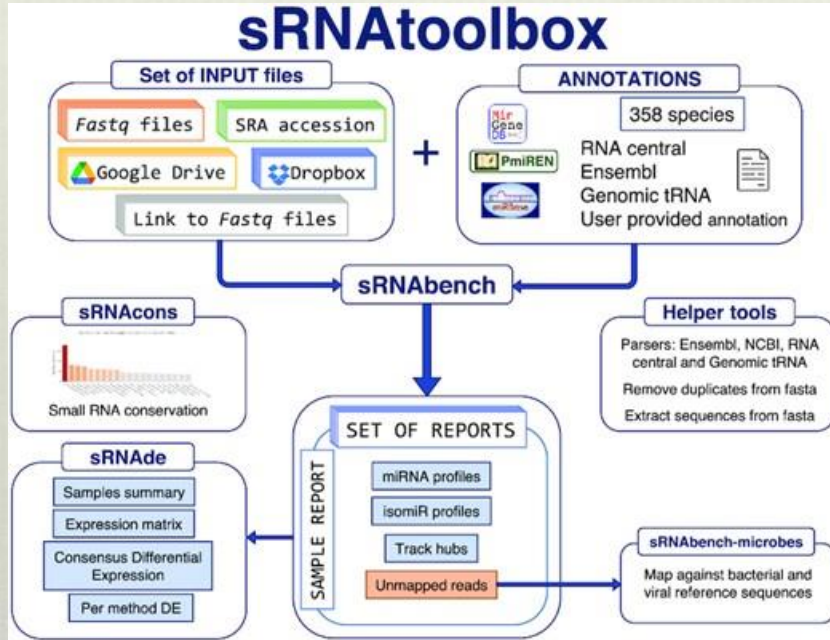 sRNAtoolbox
Set of INPUT files
Fastq files
SRA accession
Google Drive
Dropbox
Link to Fastq files
+
ANNOTATIONS
Mir
Gene
DB
358 species
PmiREN
RNA central
Ensembl
Genomic tRNA
User provided annotation
sRNAbench
sRNAcons
Small RNA conservation
Helper tools
Parsers: Ensembl, NCBI, RNA
central and Genomic tRNA
Remove duplicates from fasta
Extract sequences from fasta
SET OF REPORTS
SAMPLE REPORT
miRNA profiles
isomiR profiles
Track hubs
Unmapped reads
sRNAde
Samples summary
Expression matrix
Consensus Differential
Expression
Per method DE
sRNAbench-microbes
Map against bacterial and
viral reference sequences